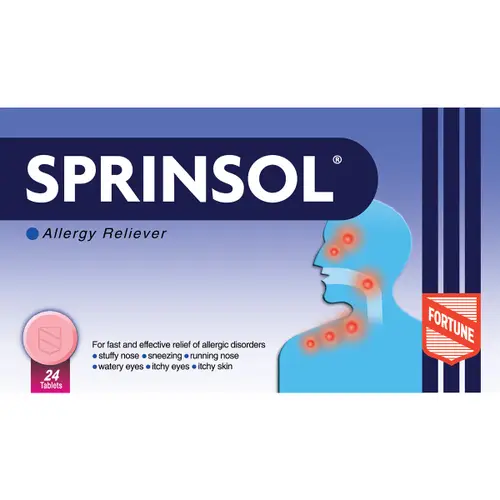 SPRINSOL®
Allergy Reliever
For fast and effective relief of allergic disorders
• stuffy nose • sneezing • running nose
• watery eyes • itchy eyes • itchy skin
24
Tablets
FORTUNE